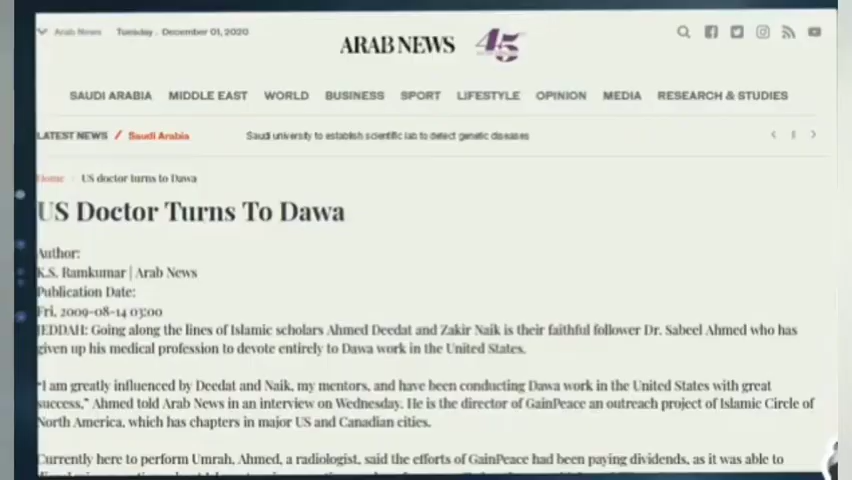 Arab News Tuesday . December 01, 2020
ARAB NEWS 45
SAUDI ARABIA MIDDLE EAST WORLD BUSINESS SPORT LIFESTYLE OPINION MEDIA RESEARCH & STUDIES
LATEST NEWS / Saudi Arabia Saudi university to establish scientific lab to detect genetic diseases
Home US doctor turns to Dawa
US Doctor Turns To Dawa
Author:
K.S. Ramkumar | Arab News
Publication Date:
Fri, 2009-08-14 03:00
JEDDAH: Going along the lines of Islamic scholars Ahmed Deedat and Zakir Naik is their faithful follower Dr. Sabeel Ahmed who has
given up his medical profession to devote entirely to Dawa work in the United States.
“I am greatly influenced by Deedat and Naik, my mentors, and have been conducting Dawa work in the United States with great
success,” Ahmed told Arab News in an interview on Wednesday. He is the director of GainPeace an outreach project of Islamic Circle of
North America, which has chapters in major US and Canadian cities.
Currently here to perform Umrah, Ahmed, a radiologist, said the efforts of GainPeace had been paying dividends, as it was able to